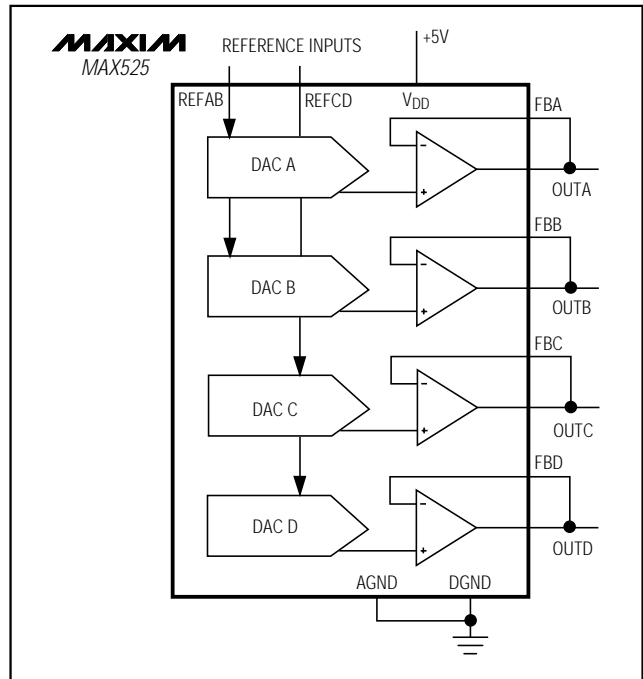 MAXIM
MAX525
REFERENCE INPUTS
+5V
REFAB
REFCD
VDD
FBA
DAC A
-
+
OUTA
FBB
DAC B
-
+
OUTB
FBC
DAC C
-
+
OUTC
FBD
DAC D
-
+
OUTD
AGND
DGND